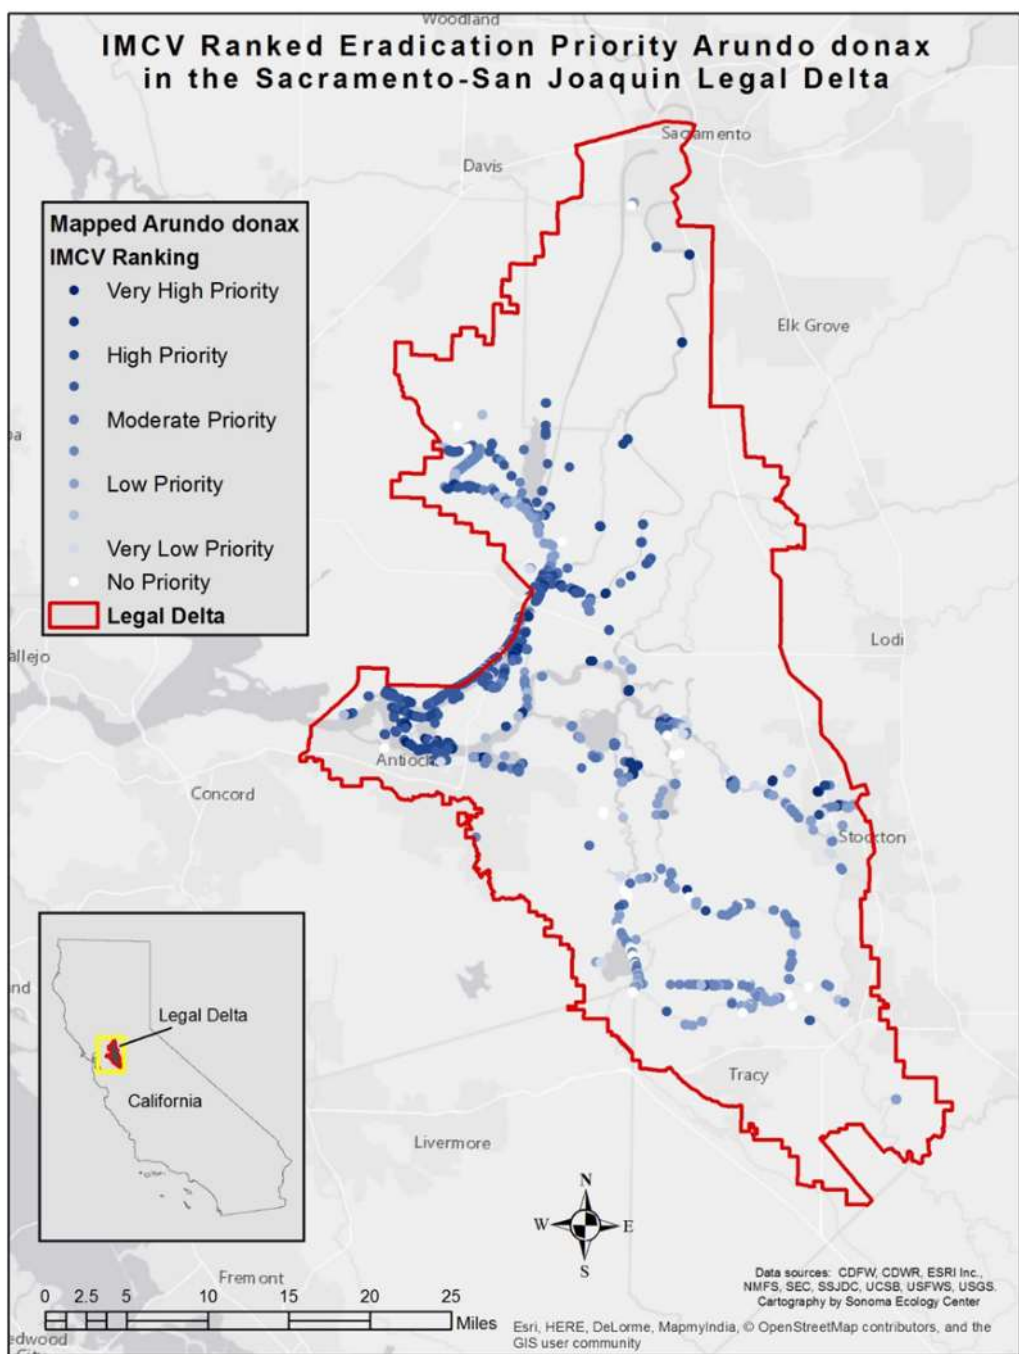 Woodland
IMCV Ranked Eradication Priority Arundo donax
in the Sacramento-San Joaquin Legal Delta
Sacramento
Davis
Mapped Arundo donax
IMCV Ranking
Very High Priority
High Priority
Moderate Priority
Low Priority
Very Low Priority
No Priority
Legal Delta
Elk Grove
pa
Lodi
allejo
Antioch
Concord
Stockton
nd
Legal Delta
California
Tracy
Livermore
N
W
E
S
Fremont
0 2.5 5 10 15 20 25
Miles
edwood
City
Data sources: CDFW, CDWR, ESRI Inc.,
NMFS, SEC, SSJDC, UCSB, USFWS, USGS.
Cartography by Sonoma Ecology Center
Esri, HERE, DeLorme, MapmyIndia, © OpenStreetMap contributors, and the
GIS user community